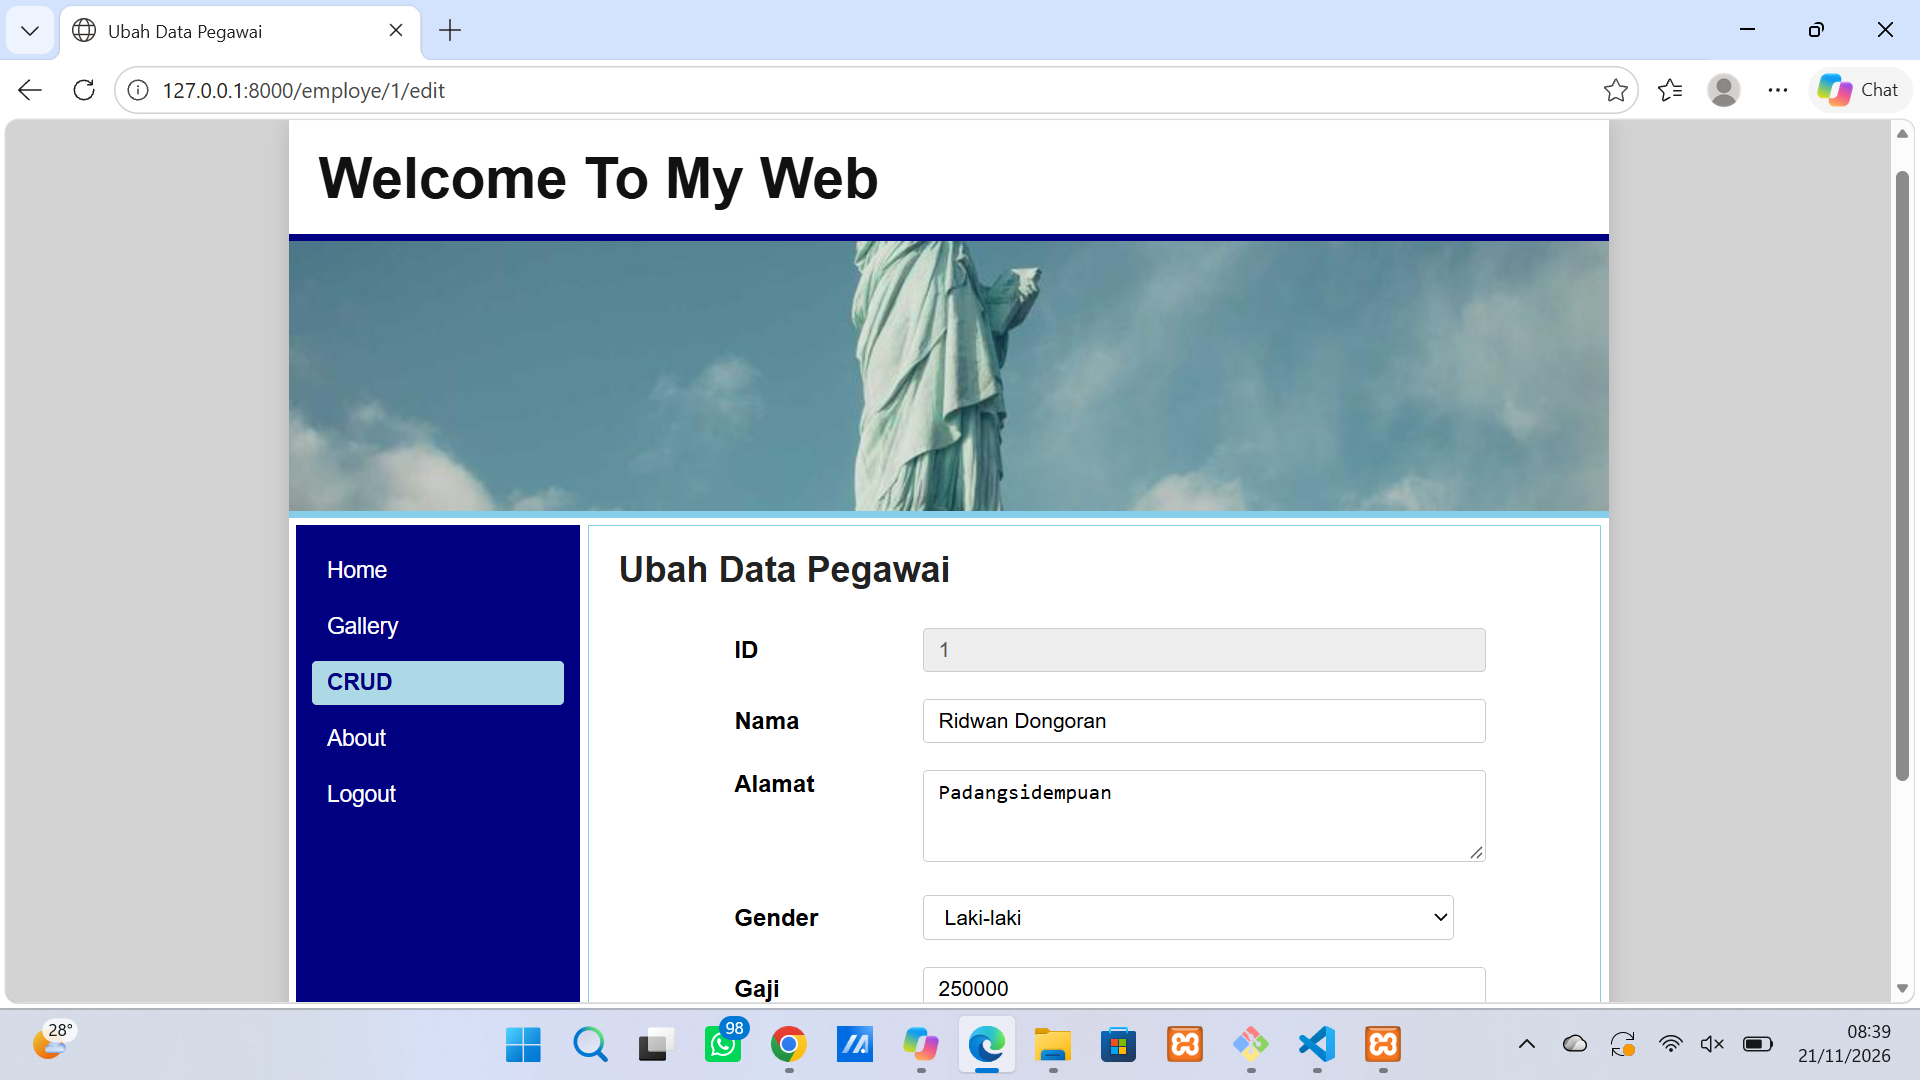 Ubah Data Pegawai
127.0.0.1:8000/employe/1/edit
Chat
Welcome To My Web
Home
Gallery
CRUD
About
Logout
Ubah Data Pegawai
ID
1
Nama
Ridwan Dongoran
Alamat
Padangsidempuan
Gender
Laki-laki
Gaji
250000
28°
98
08:39
21/11/2026